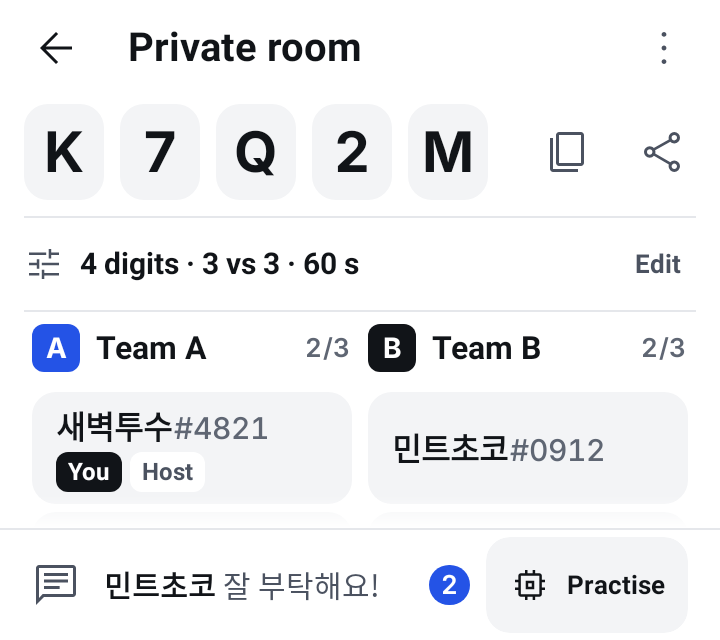 Private room
K 7 Q 2 M
4 digits · 3 vs 3 · 60 s Edit
A Team A 2/3
B Team B 2/3
새벽투수#4821
You Host
민트초코#0912
민트초코 잘 부탁해요! 2
Practise